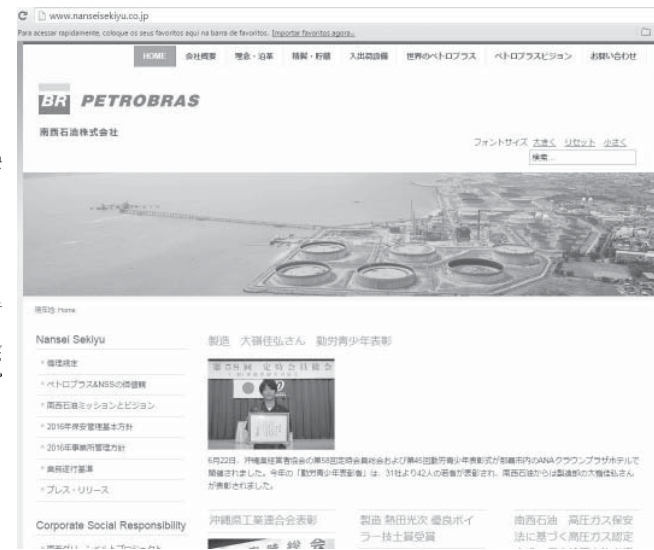 www.nanseisekiyu.co.jp
Para acessar rapidamente, coloque os seus favoritos aqui na barra de favoritos. Importar favoritos agora...
HOME 会社概要 理念・沿革 精製・貯蔵 入出荷設備 世界のペトロブラス ペトロブラスビジョン お問い合わせ
BR PETROBRAS
南西石油株式会社
フォントサイズ 大きく リセット 小さく
検索...
現在地: Home
Nansei Sekiyu
製造 大嶺佳弘さん 勤労青少年表彰
倫理規定
ペトロブラス&NSSの価値観
南西石油ミッションとビジョン
2016年保安管理基本方針
2016年事業所管理方針
業務遂行基準
プレス・リリース
6月22日、沖縄県経営者協会の第58回定時会員総会および第46回勤労青少年表彰式が那覇市内のANAクラウンプラザホテルで
開催されました。今年の「勤労青少年表彰者」は、31社より42人の若者が表彰され、南西石油からは製造部の大嶺佳弘さん
が表彰されました。
Corporate Social Responsibility
沖縄県工業連合会表彰
製造 熱田光次 優良ボイ
ラー技士賞受賞
南西石油 高圧ガス保安
法に基づく高圧ガス認定